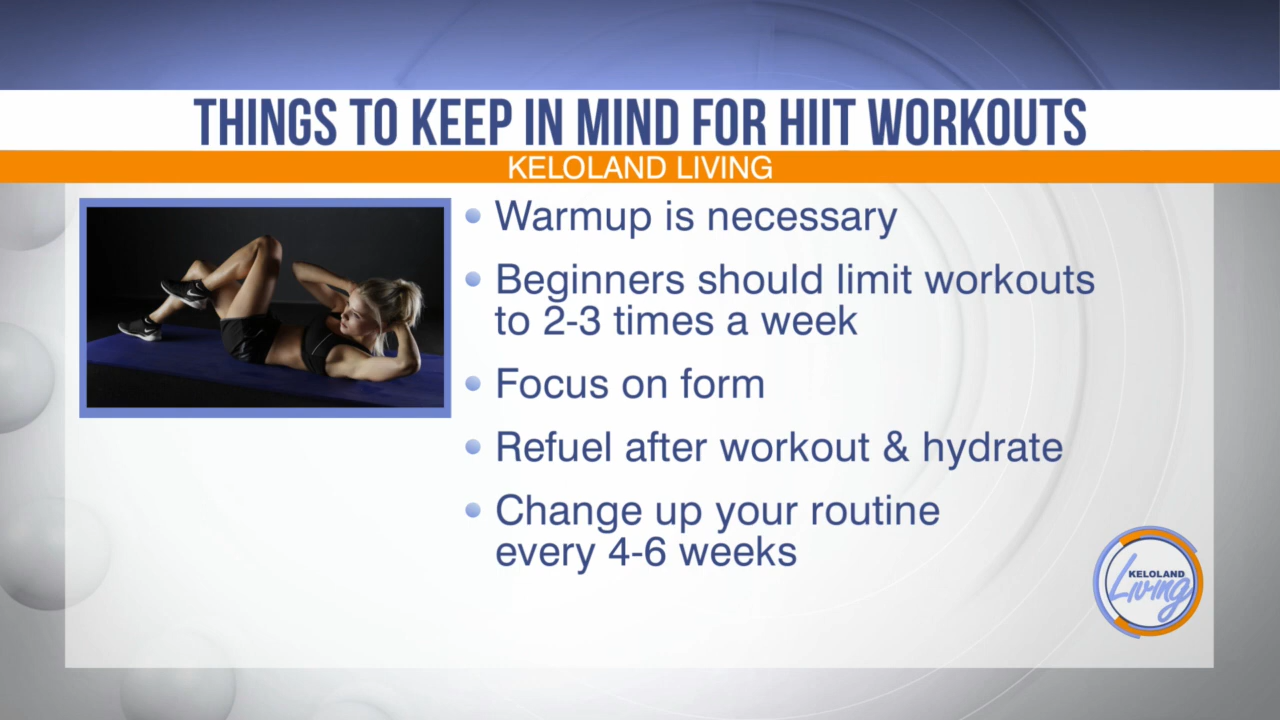 THINGS TO KEEP IN MIND FOR HIIT WORKOUTS
KELOLAND LIVING
• Warmup is necessary
• Beginners should limit workouts
to 2-3 times a week
• Focus on form
• Refuel after workout & hydrate
• Change up your routine
every 4-6 weeks
KELOLAND
Living